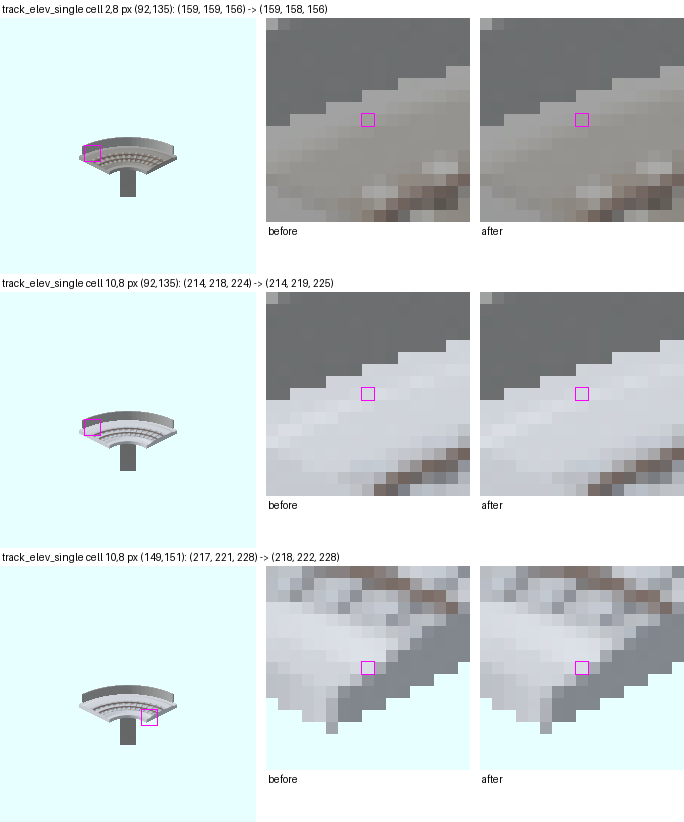 track_elev_single cell 2,8 px (92,135): (159, 159, 156) -> (159, 158, 156)
before
after
track_elev_single cell 10,8 px (92,135): (214, 218, 224) -> (214, 219, 225)
before
after
track_elev_single cell 10,8 px (149,151): (217, 221, 228) -> (218, 222, 228)
before
after